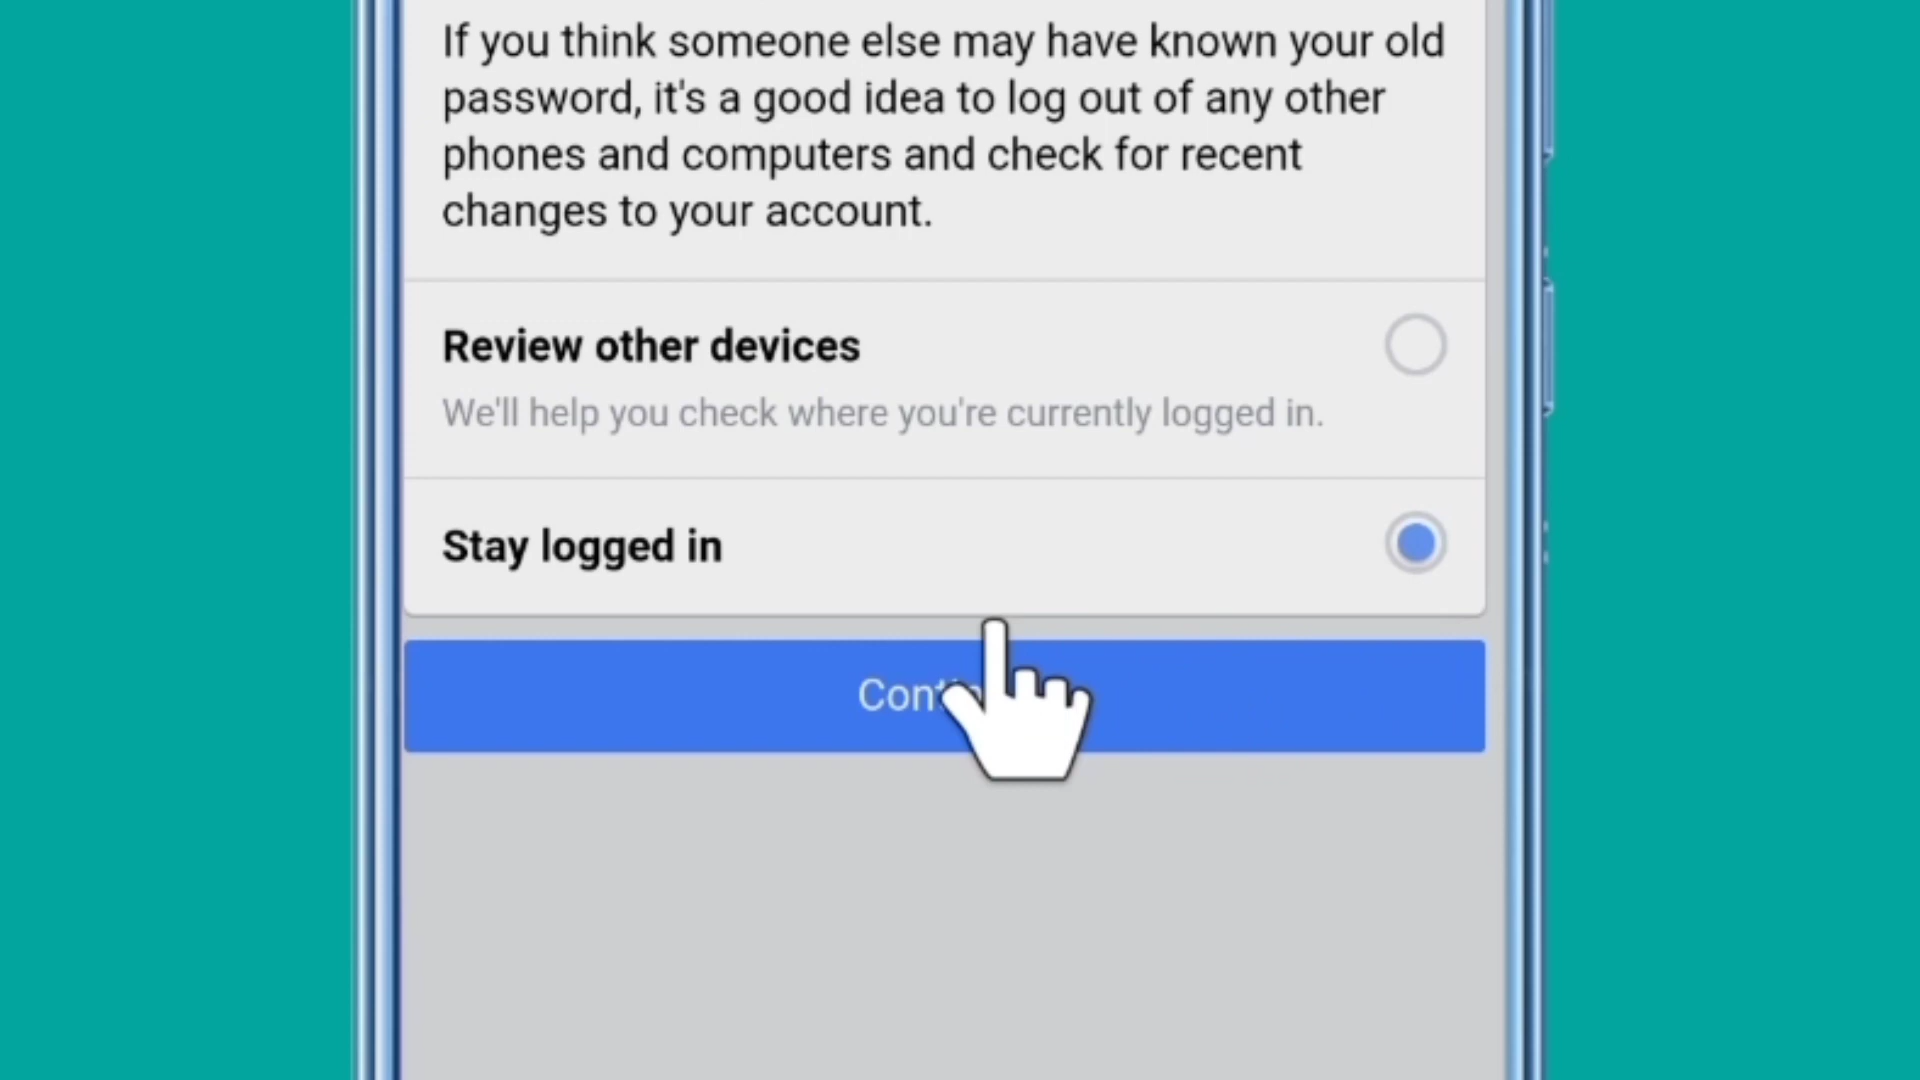 If you think someone else may have known your old
password, it's a good idea to log out of any other
phones and computers and check for recent
changes to your account.
Review other devices
We'll help you check where you're currently logged in.
Stay logged in